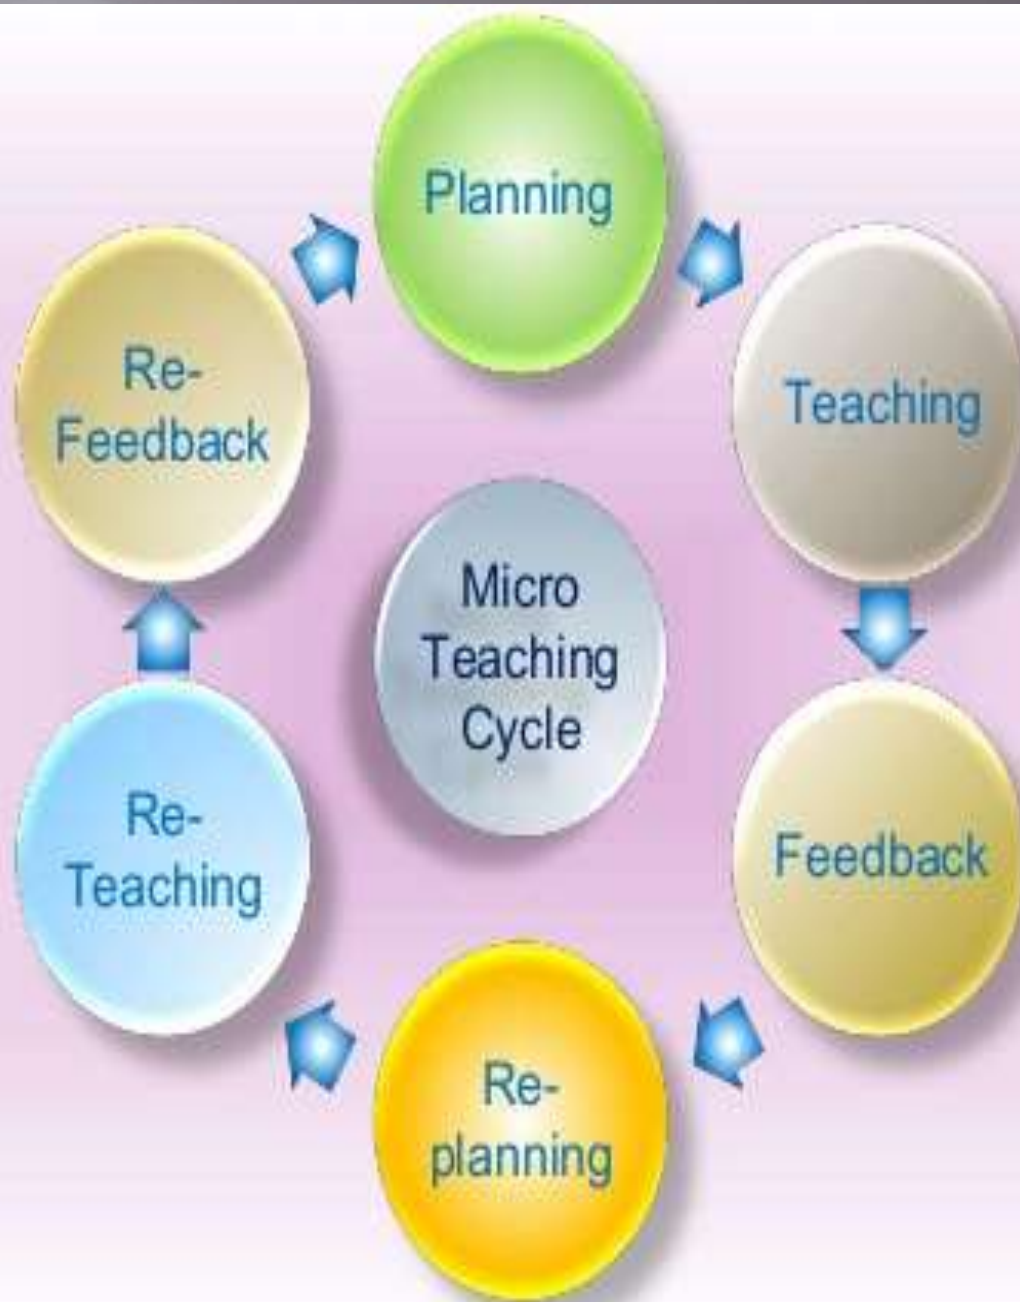 Planning
Teaching
Feedback
Re-
planning
Re-
Teaching
Re-
Feedback
Micro
Teaching
Cycle